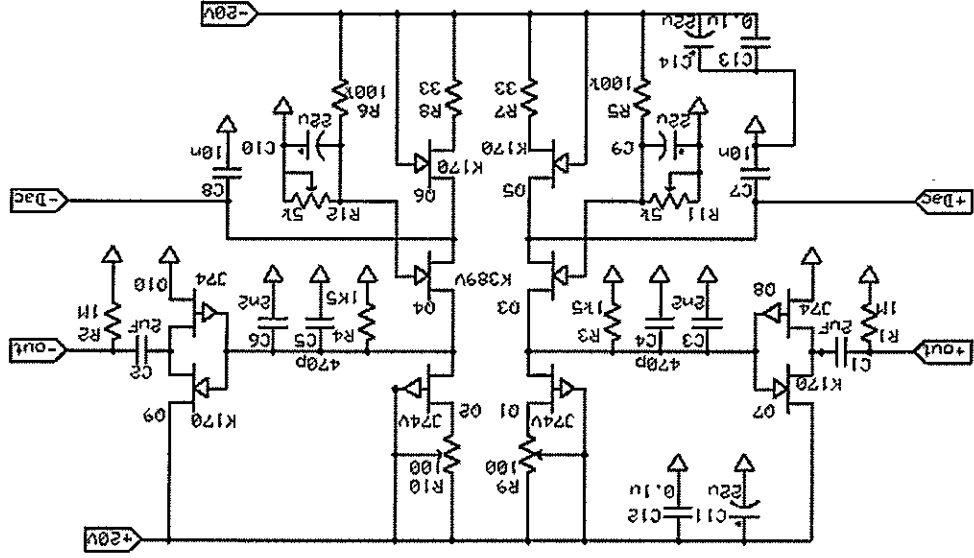 -20V
22u
0.1u
C14
C13
100k
R6
33
R8
33
R7
100k
R5
10n
C8
C10
22u
K170
Q6
K170
Q5
C9
22u
10n
C7
-Dac
5k
R12
5k
R11
+Dac
Q4
K389V
Q3
Q10
J74
2n2
C6
C5
470p
1K5
R4
1k5
R3
C4
470p
2n2
C3
Q8
J74
1M
R2
2uF
C2
1M
R1
2uF
C1
-out
+out
Q9
K170
Q2
J74V
Q1
J74V
Q7
K170
100
R10
100
R9
0.1u
C12
22u
C11
+20V